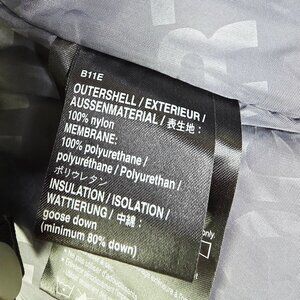 B11E
OUTERSHELL / EXTERIEUR /
AUSSENMATERIAL / 表生地 :
100% nylon
MEMBRANE:
100% polyurethane /
polyuréthane / Polyurethan /
ポリウレタン
INSULATION / ISOLATION /
WATTIERUNG / 中綿 :
goose down
(minimum 80% down)
only